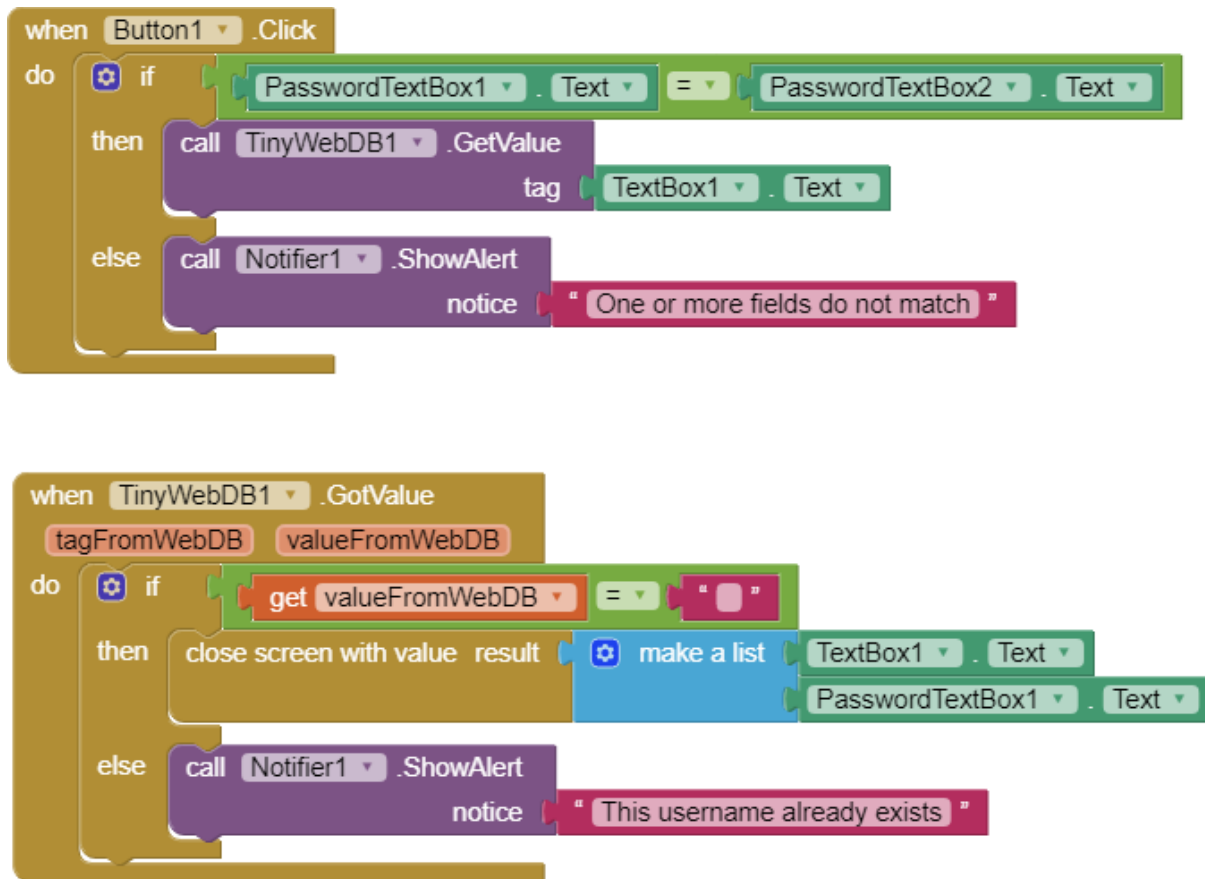 when Button1 .Click
do if PasswordTextBox1 . Text = PasswordTextBox2 . Text
then call TinyWebDB1 .GetValue
tag TextBox1 . Text
else call Notifier1 .ShowAlert
notice “ One or more fields do not match ”
when TinyWebDB1 .GotValue
tagFromWebDB valueFromWebDB
do if get valueFromWebDB = “ ”
then close screen with value result make a list TextBox1 . Text
PasswordTextBox1 . Text
else call Notifier1 .ShowAlert
notice “ This username already exists ”